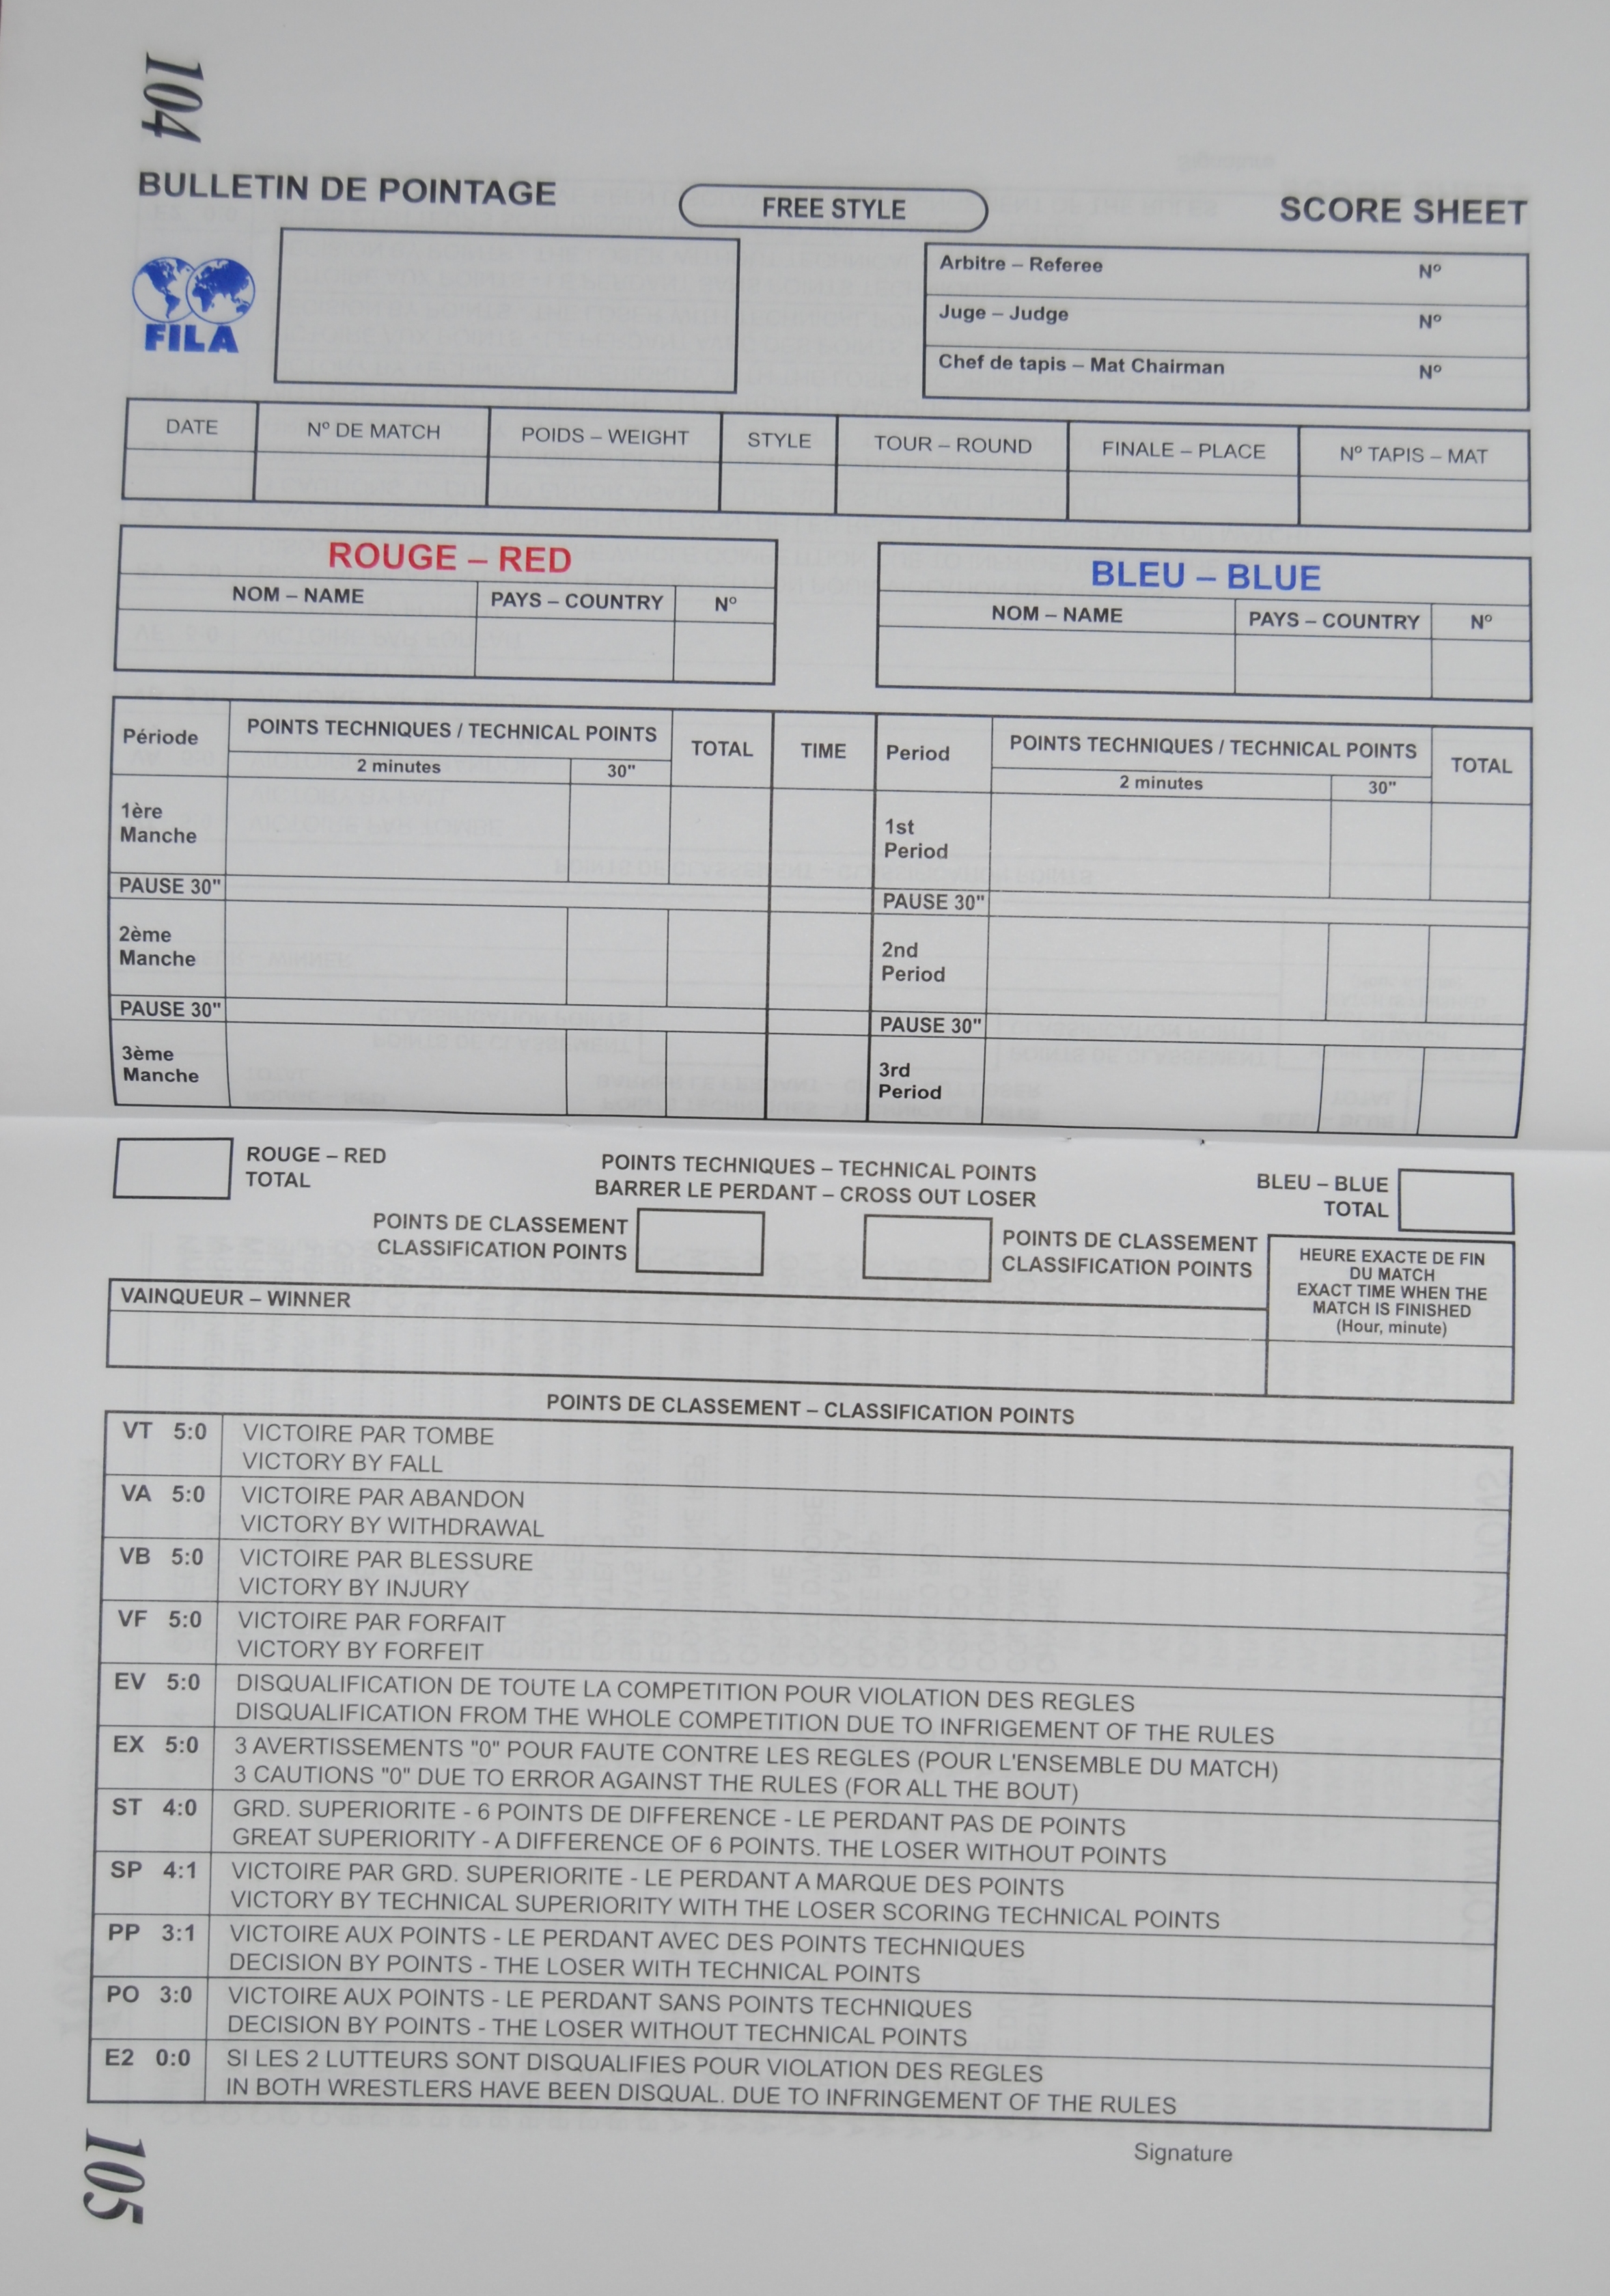 104
BULLETIN DE POINTAGE
FREE STYLE
SCORE SHEET
FILA
Arbitre – Referee Nº
Juge – Judge Nº
Chef de tapis – Mat Chairman Nº
DATE Nº DE MATCH POIDS – WEIGHT STYLE TOUR – ROUND FINALE – PLACE Nº TAPIS – MAT
ROUGE – RED
NOM – NAME PAYS – COUNTRY Nº
BLEU – BLUE
NOM – NAME PAYS – COUNTRY Nº
Période POINTS TECHNIQUES / TECHNICAL POINTS TOTAL TIME Period POINTS TECHNIQUES / TECHNICAL POINTS TOTAL
2 minutes 30" 2 minutes 30"
1ère 1st
Manche Period
PAUSE 30" PAUSE 30"
2ème 2nd
Manche Period
PAUSE 30" PAUSE 30"
3ème 3rd
Manche Period
ROUGE – RED POINTS TECHNIQUES – TECHNICAL POINTS BLEU – BLUE
TOTAL BARRER LE PERDANT – CROSS OUT LOSER TOTAL
POINTS DE CLASSEMENT POINTS DE CLASSEMENT
CLASSIFICATION POINTS CLASSIFICATION POINTS
HEURE EXACTE DE FIN
DU MATCH
EXACT TIME WHEN THE
MATCH IS FINISHED
(Hour, minute)
VAINQUEUR – WINNER
POINTS DE CLASSEMENT – CLASSIFICATION POINTS
VT 5:0 VICTOIRE PAR TOMBE
VICTORY BY FALL
VA 5:0 VICTOIRE PAR ABANDON
VICTORY BY WITHDRAWAL
VB 5:0 VICTOIRE PAR BLESSURE
VICTORY BY INJURY
VF 5:0 VICTOIRE PAR FORFAIT
VICTORY BY FORFEIT
EV 5:0 DISQUALIFICATION DE TOUTE LA COMPETITION POUR VIOLATION DES REGLES
DISQUALIFICATION FROM THE WHOLE COMPETITION DUE TO INFRIGEMENT OF THE RULES
EX 5:0 3 AVERTISSEMENTS "0" POUR FAUTE CONTRE LES REGLES (POUR L'ENSEMBLE DU MATCH)
3 CAUTIONS "0" DUE TO ERROR AGAINST THE RULES (FOR ALL THE BOUT)
ST 4:0 GRD. SUPERIORITE - 6 POINTS DE DIFFERENCE - LE PERDANT PAS DE POINTS
GREAT SUPERIORITY - A DIFFERENCE OF 6 POINTS. THE LOSER WITHOUT POINTS
SP 4:1 VICTOIRE PAR GRD. SUPERIORITE - LE PERDANT A MARQUE DES POINTS
VICTORY BY TECHNICAL SUPERIORITY WITH THE LOSER SCORING TECHNICAL POINTS
PP 3:1 VICTOIRE AUX POINTS - LE PERDANT AVEC DES POINTS TECHNIQUES
DECISION BY POINTS - THE LOSER WITH TECHNICAL POINTS
PO 3:0 VICTOIRE AUX POINTS - LE PERDANT SANS POINTS TECHNIQUES
DECISION BY POINTS - THE LOSER WITHOUT TECHNICAL POINTS
E2 0:0 SI LES 2 LUTTEURS SONT DISQUALIFIES POUR VIOLATION DES REGLES
IN BOTH WRESTLERS HAVE BEEN DISQUAL. DUE TO INFRINGEMENT OF THE RULES
Signature
105